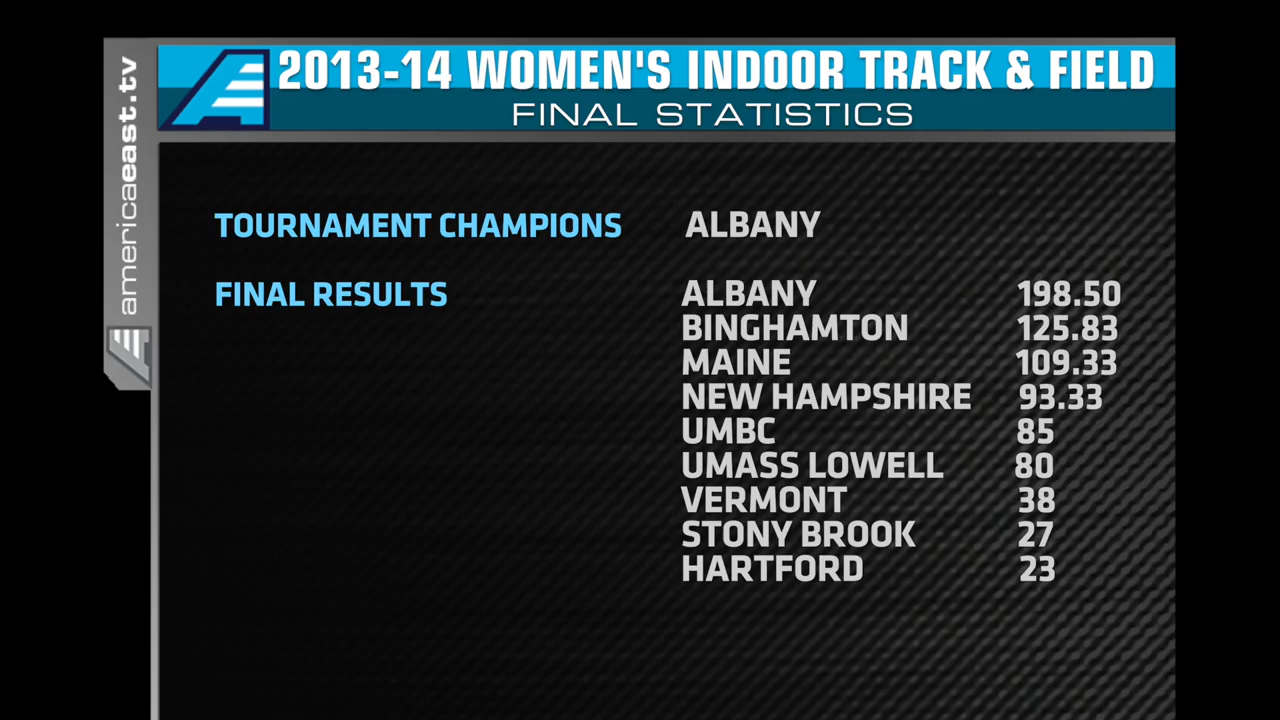 americaeast.tv
2013-14 WOMEN'S INDOOR TRACK & FIELD
FINAL STATISTICS
TOURNAMENT CHAMPIONS ALBANY
FINAL RESULTS ALBANY 198.50
BINGHAMTON 125.83
MAINE 109.33
NEW HAMPSHIRE 93.33
UMBC 85
UMASS LOWELL 80
VERMONT 38
STONY BROOK 27
HARTFORD 23